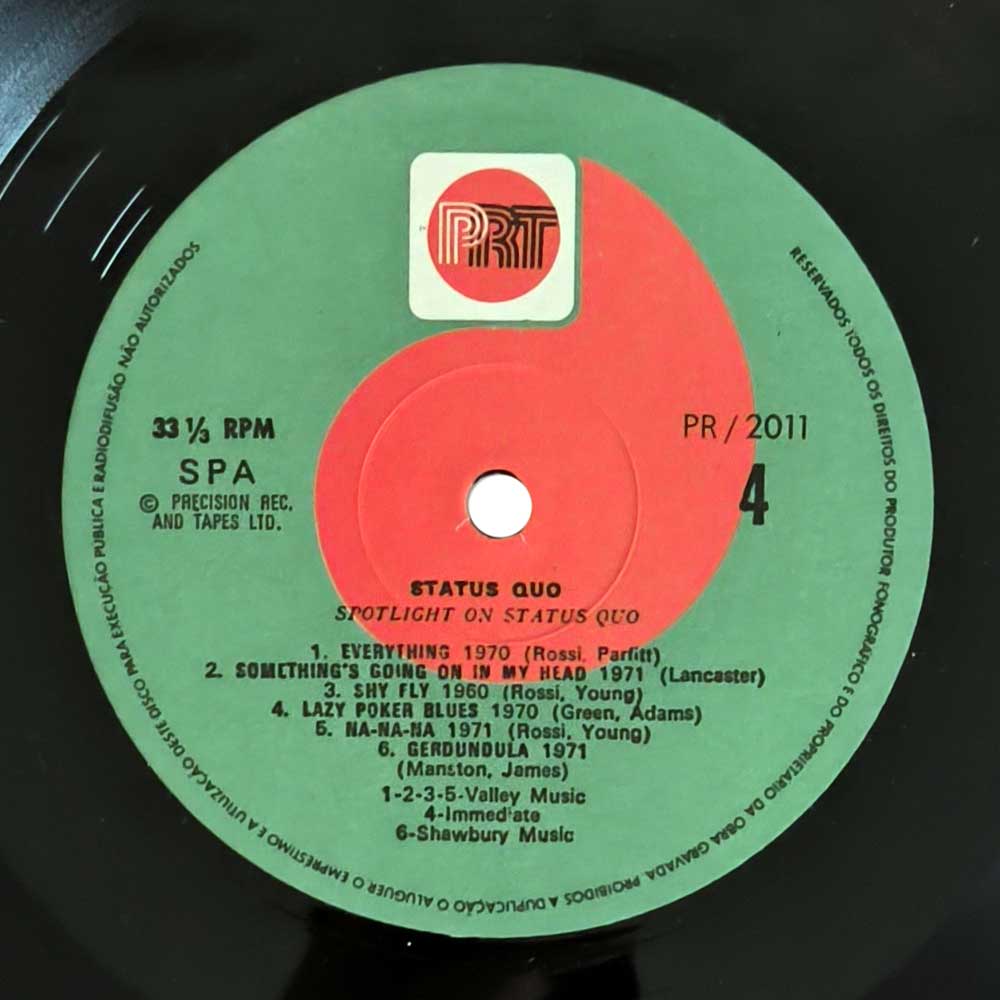 PRT
33 ⅓ RPM
SPA
© PRECISION REC.
AND TAPES LTD.
PR / 2011
4
STATUS QUO
SPOTLIGHT ON STATUS QUO
1. EVERYTHING 1970 (Rossi, Parfitt)
2. SOMETHING'S GOING ON IN MY HEAD 1971 (Lancaster)
3. SHY FLY 1960 (Rossi, Young)
4. LAZY POKER BLUES 1970 (Green, Adams)
5. NA-NA-NA 1971 (Rossi, Young)
6. GERDUNDULA 1971
(Manston, James)
1-2-3-5-Valley Music
4-Immediate
6-Shawbury Music
RESERVADOS TODOS OS DIREITOS DO PRODUTOR FONOGRÁFICO E DO PROPRIETÁRIO DA OBRA GRAVADA. PROIBIDOS A DUPLICAÇÃO O ALUGUER O EMPRÉSTIMO E A UTILIZAÇÃO DESTE DISCO PARA EXECUÇÃO PÚBLICA E RADIODIFUSÃO NÃO AUTORIZADOS